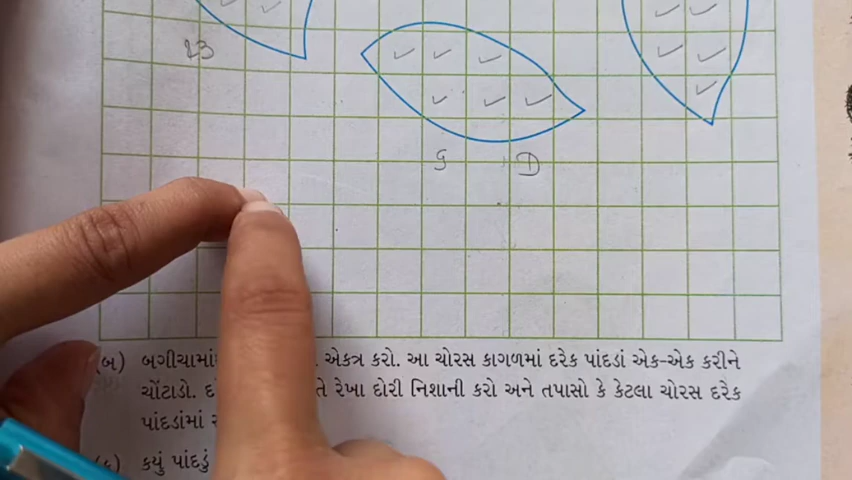 23
9 D
(બ) બગીચામાં એકત્ર કરો. આ ચોરસ કાગળમાં દરેક પાંદડાં એક-એક કરીને
ચોંટાડો. રેખા દોરી નિશાની કરો અને તપાસો કે કેટલા ચોરસ દરેક
પાંદડાંમાં
(ક) કયું પાંદડું